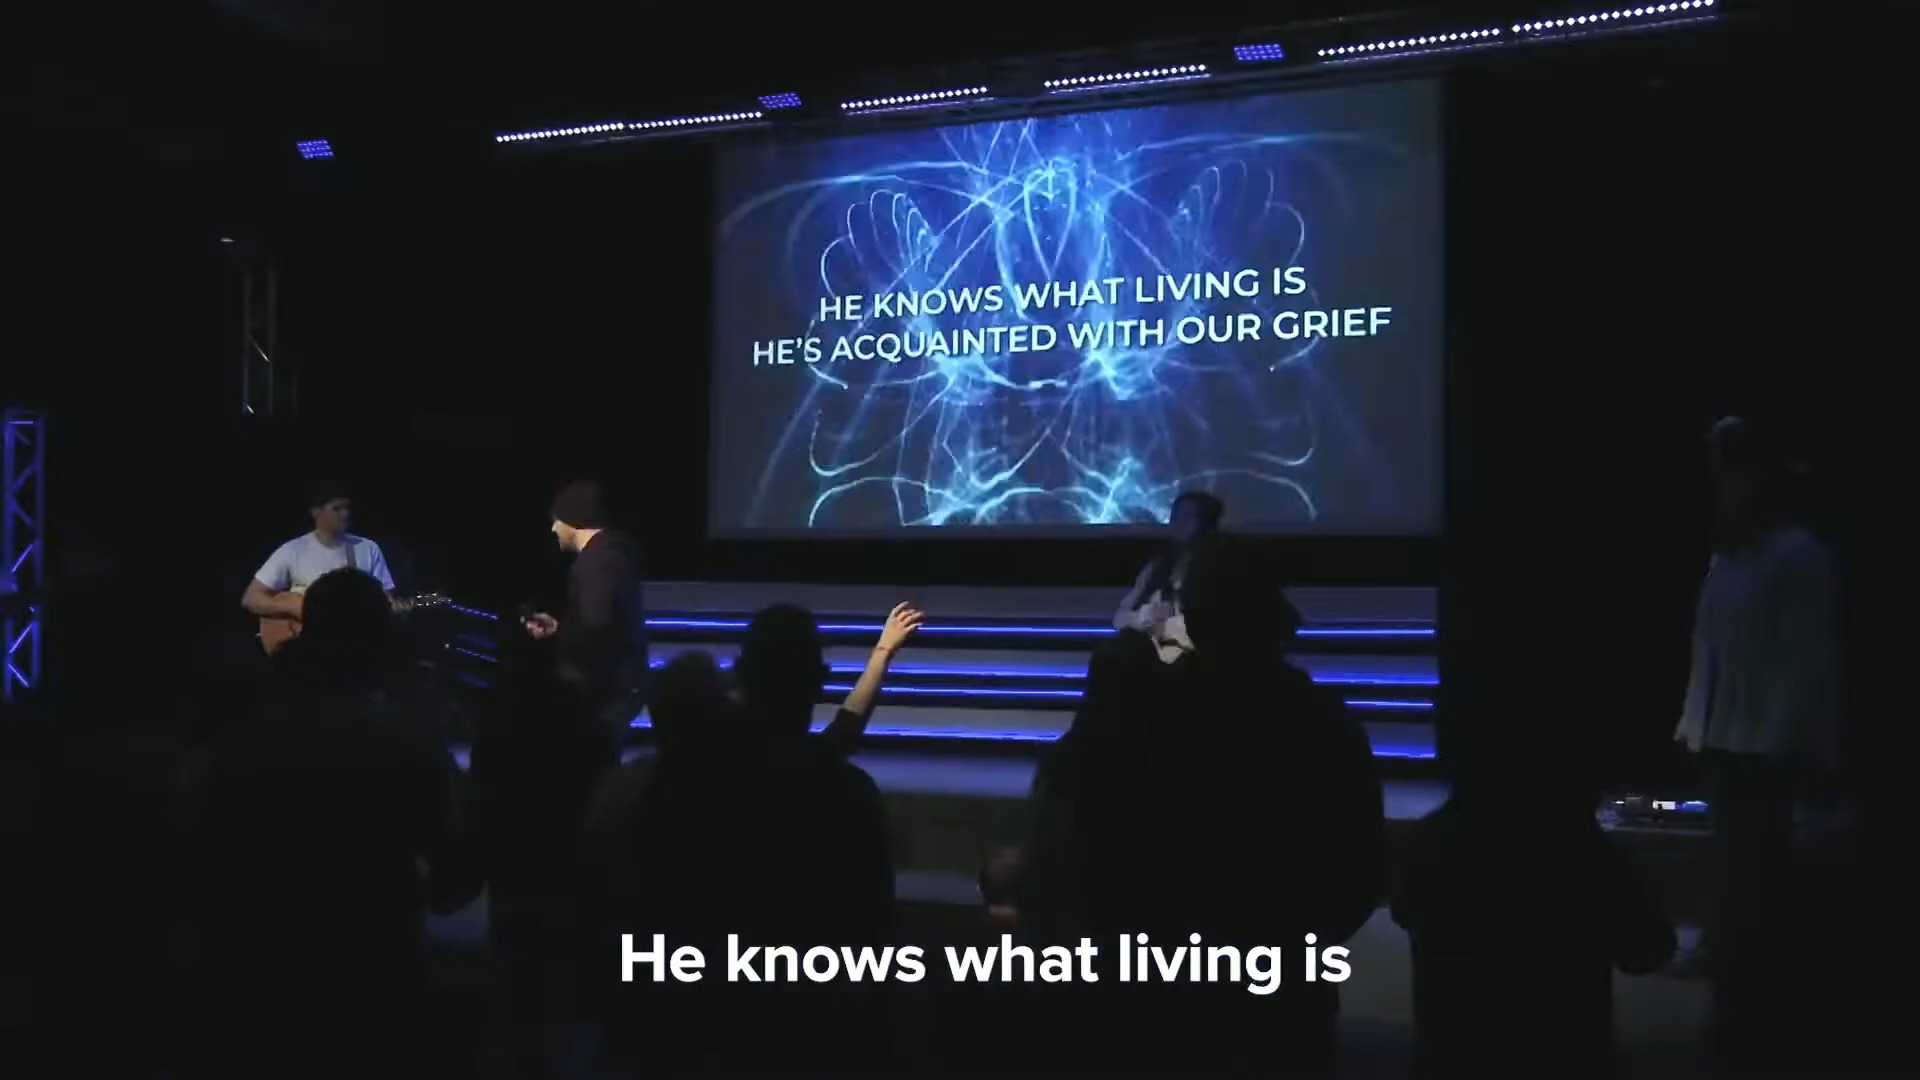 HE KNOWS WHAT LIVING IS
HE'S ACQUAINTED WITH OUR GRIEF
He knows what living is